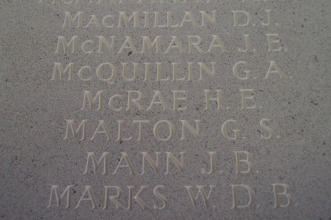 MACMILLAN D.J.
MCNAMARA J.E.
MCQUILLIN G.A.
MCRAE H.E.
MALTON G.S.
MANN J.B.
MARKS W.D.B.